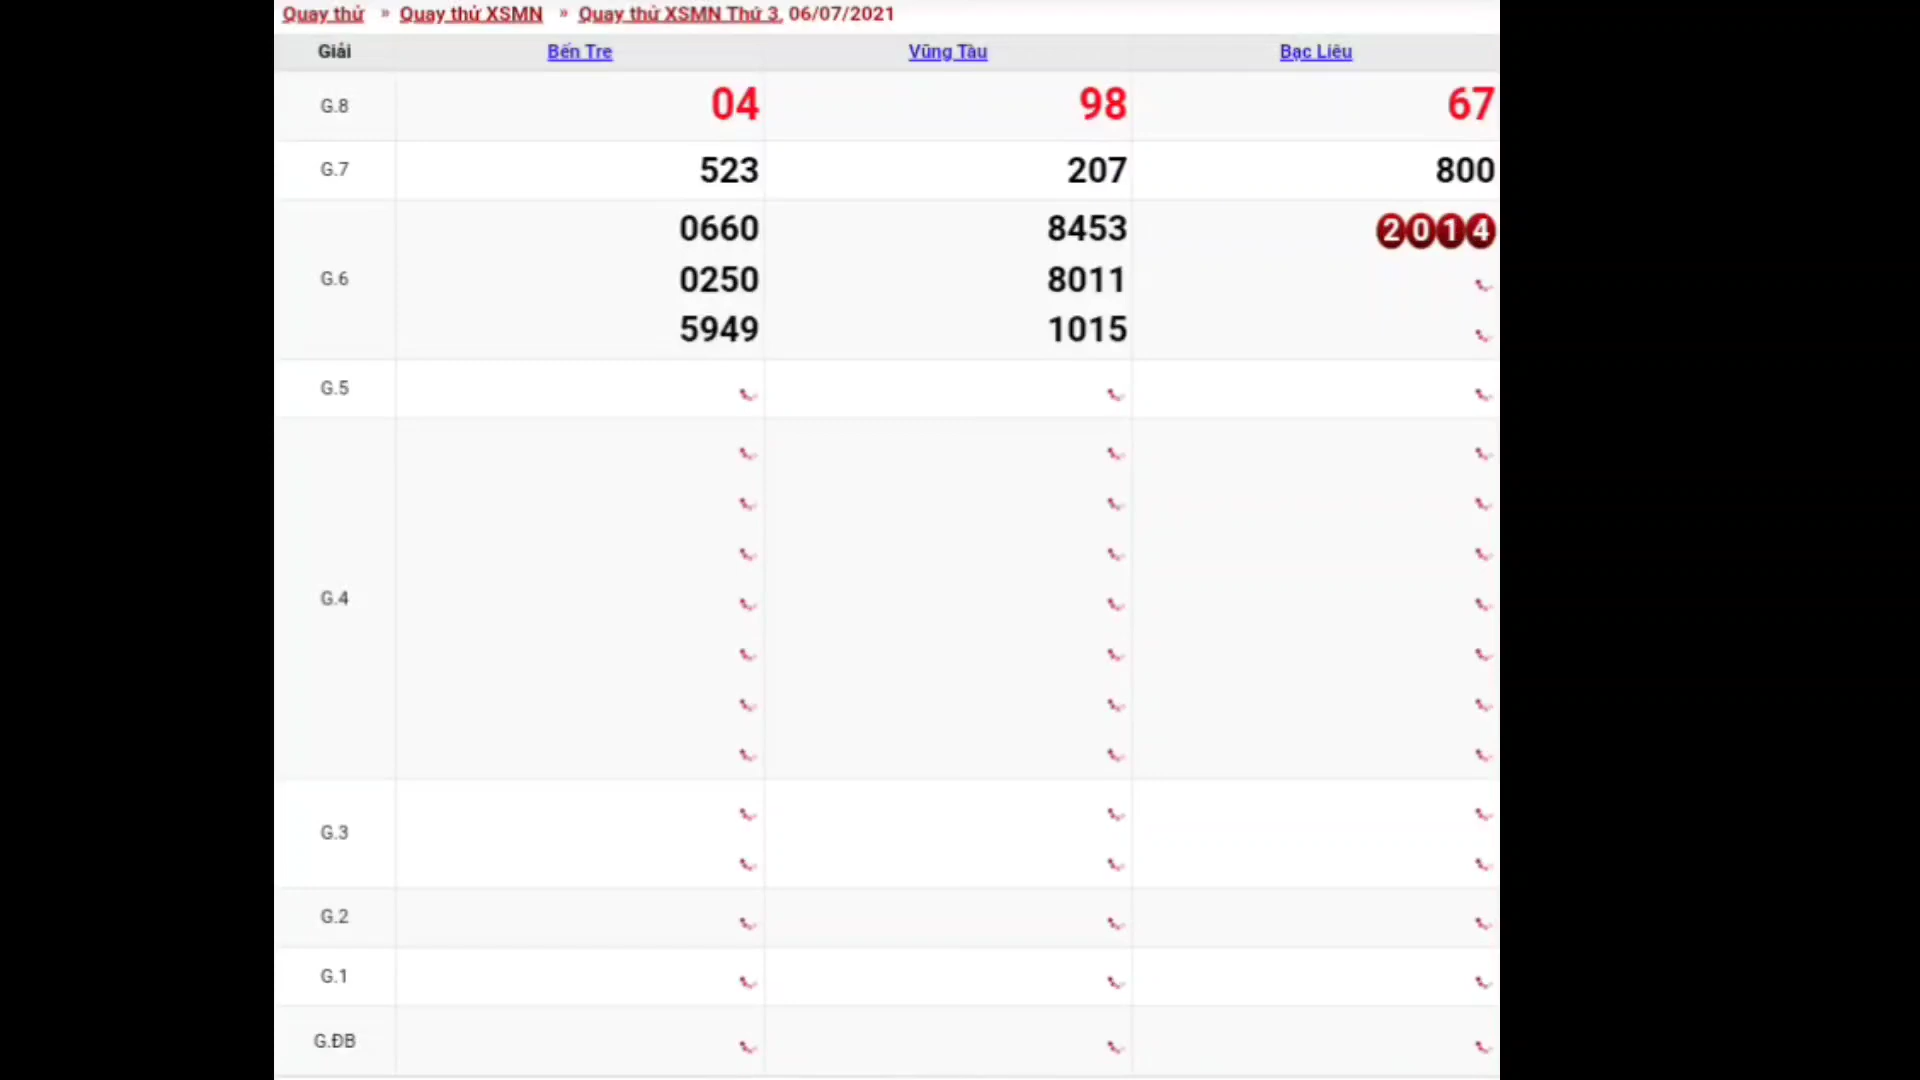 Quay thử » Quay thử XSMN » Quay thử XSMN Thứ 3, 06/07/2021
Giải Bến Tre Vũng Tàu Bạc Liêu
G.8 04 98 67
G.7 523 207 800
0660 8453 2014
G.6 0250 8011
5949 1015
G.5
G.4
G.3
G.2
G.1
G.ĐB